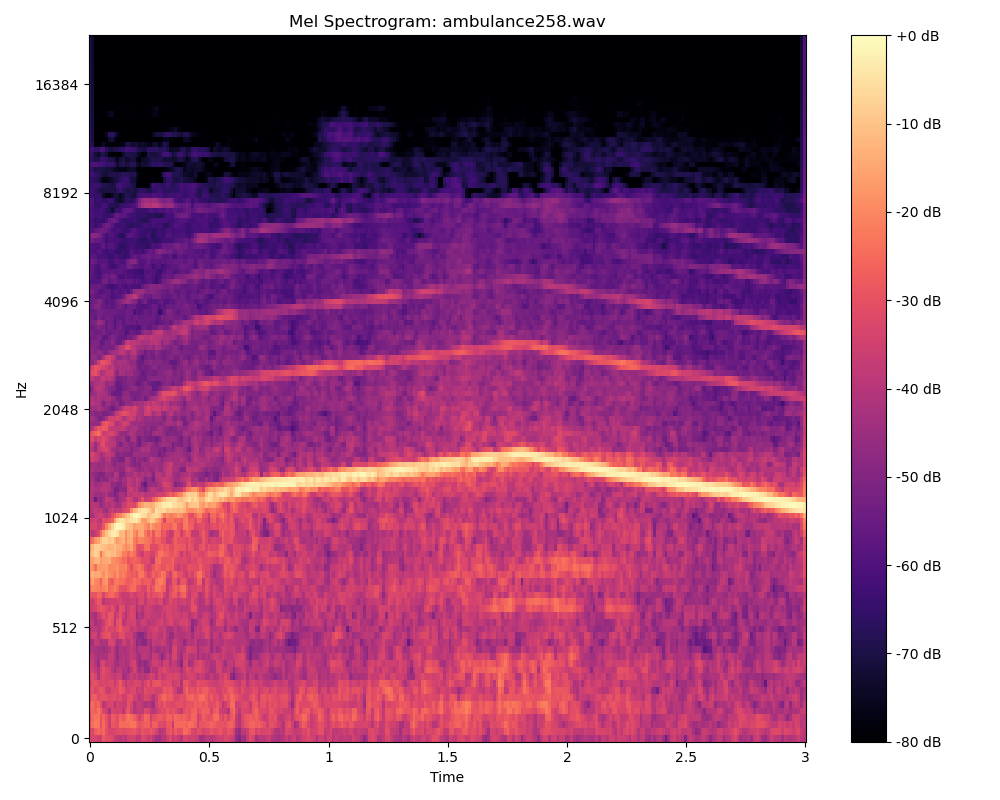 Mel Spectrogram: ambulance258.wav
Hz
16384
8192
4096
2048
1024
512
0
0
0.5
1
1.5
2
2.5
3
Time
+0 dB
-10 dB
-20 dB
-30 dB
-40 dB
-50 dB
-60 dB
-70 dB
-80 dB